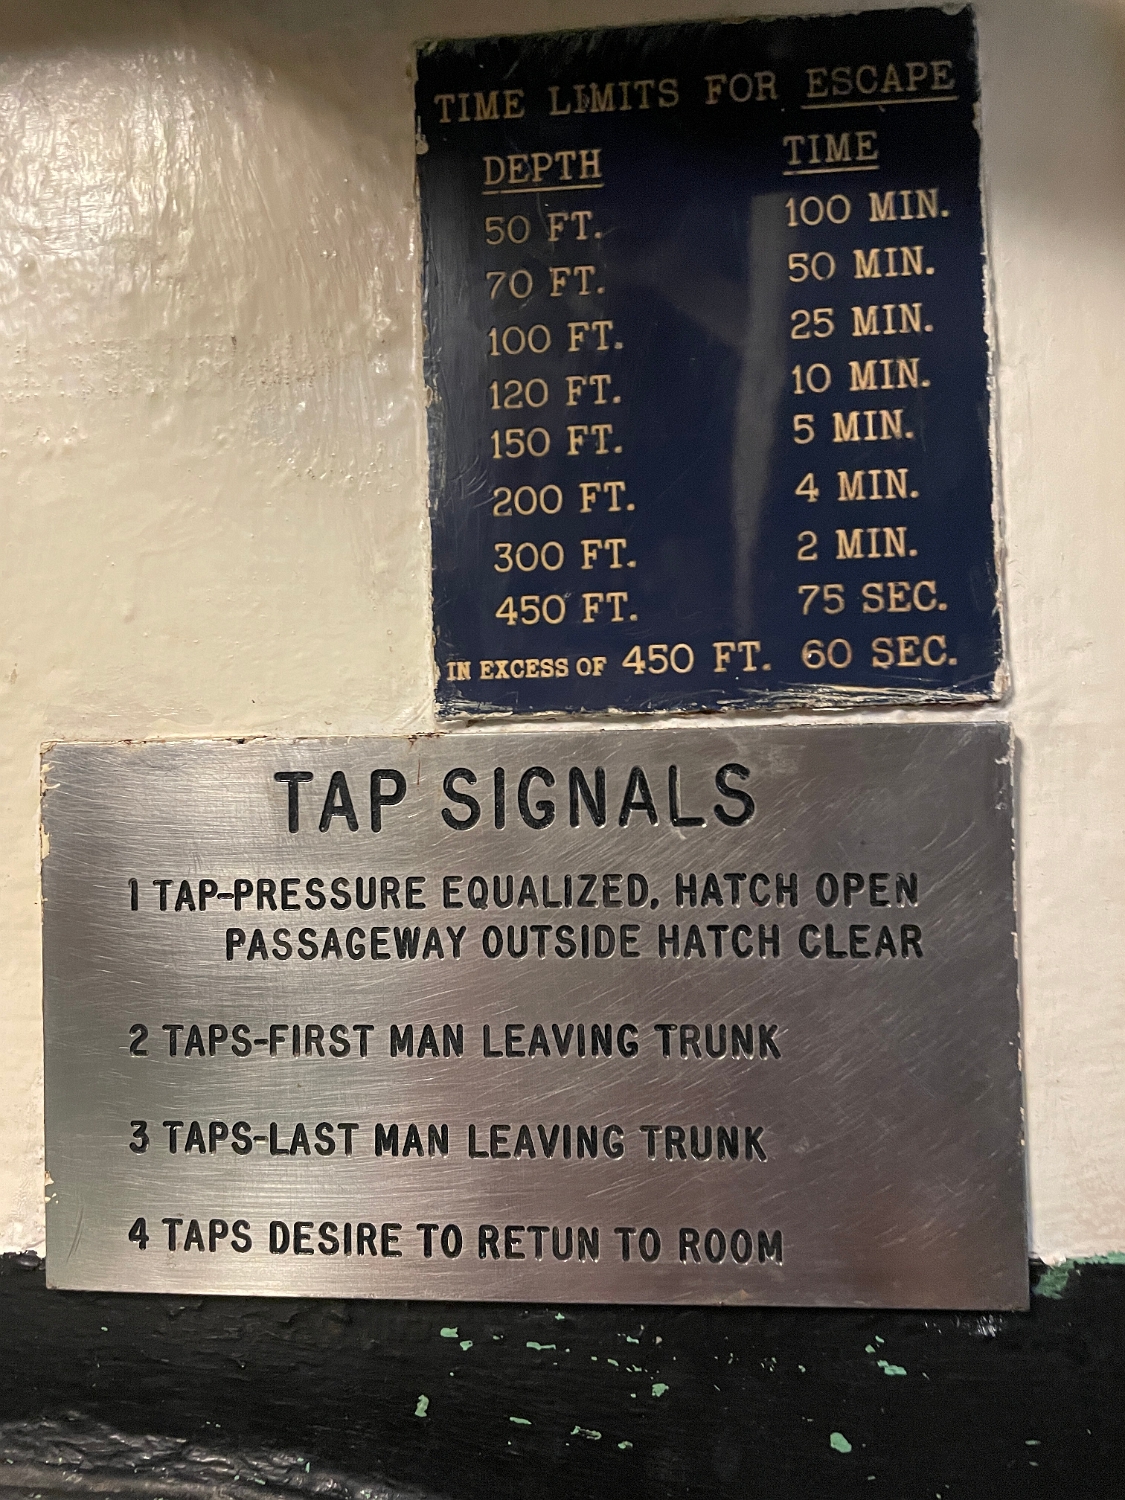 TIME LIMITS FOR ESCAPE
DEPTH TIME
50 FT. 100 MIN.
70 FT. 50 MIN.
100 FT. 25 MIN.
120 FT. 10 MIN.
150 FT. 5 MIN.
200 FT. 4 MIN.
300 FT. 2 MIN.
450 FT. 75 SEC.
IN EXCESS OF 450 FT. 60 SEC.
TAP SIGNALS
1 TAP-PRESSURE EQUALIZED, HATCH OPEN
PASSAGEWAY OUTSIDE HATCH CLEAR
2 TAPS-FIRST MAN LEAVING TRUNK
3 TAPS-LAST MAN LEAVING TRUNK
4 TAPS DESIRE TO RETUN TO ROOM